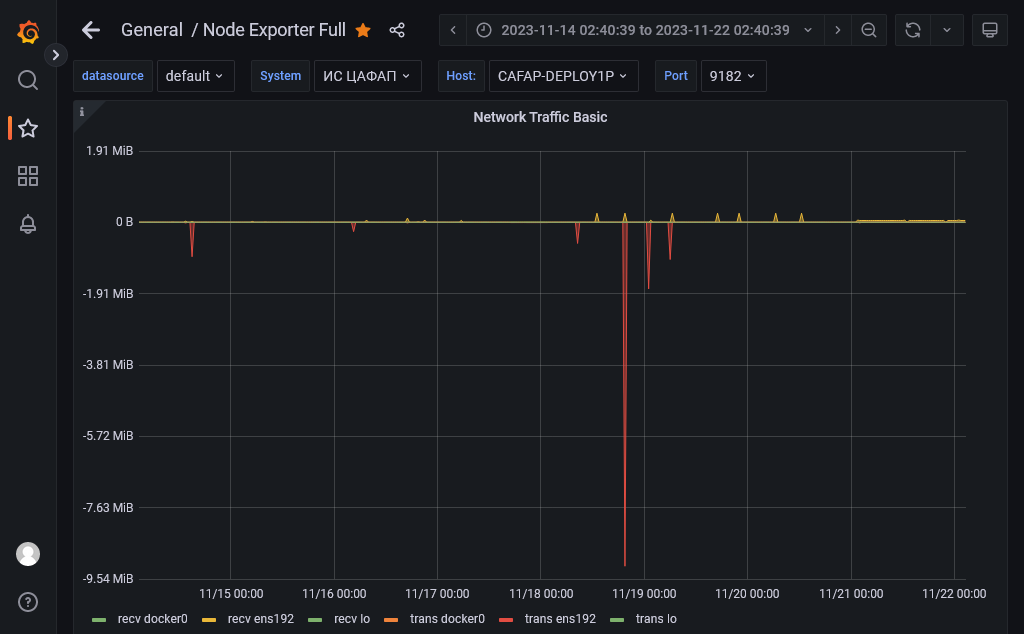 General / Node Exporter Full
2023-11-14 02:40:39 to 2023-11-22 02:40:39
datasource default System ИС ЦАФАП Host: CAFAP-DEPLOY1P Port 9182
i
Network Traffic Basic
1.91 MiB
0 B
-1.91 MiB
-3.81 MiB
-5.72 MiB
-7.63 MiB
-9.54 MiB
11/15 00:00 11/16 00:00 11/17 00:00 11/18 00:00 11/19 00:00 11/20 00:00 11/21 00:00 11/22 00:00
recv docker0 recv ens192 recv lo trans docker0 trans ens192 trans lo